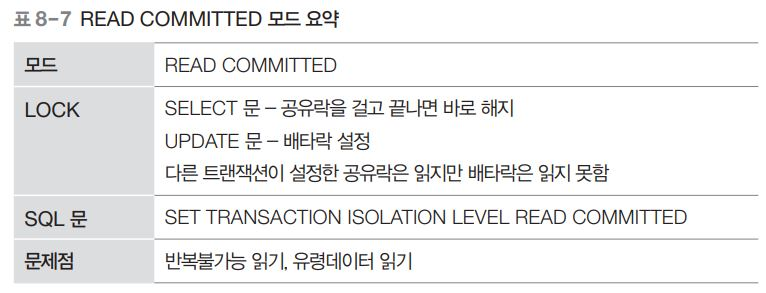 표 8-7 READ COMMITTED 모드 요약
모드 READ COMMITTED
LOCK SELECT 문 – 공유락을 걸고 끝나면 바로 해지
UPDATE 문 – 배타락 설정
다른 트랜잭션이 설정한 공유락은 읽지만 배타락은 읽지 못함
SQL 문 SET TRANSACTION ISOLATION LEVEL READ COMMITTED
문제점 반복불가능 읽기, 유령데이터 읽기